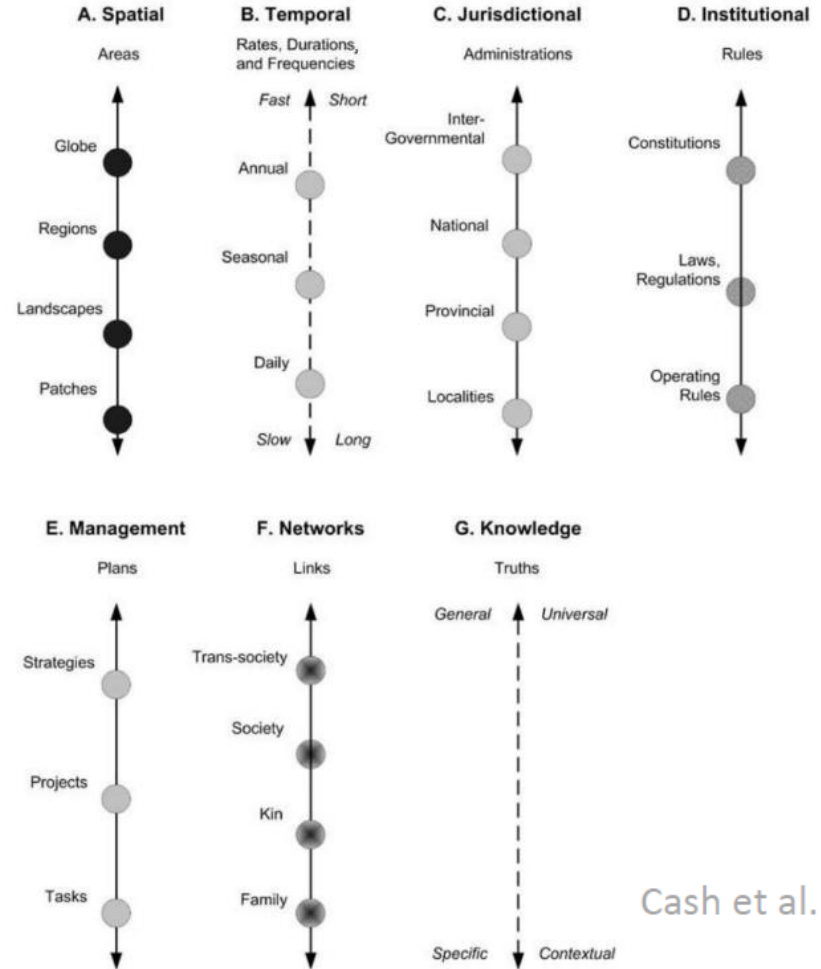 A. Spatial
Areas
Globe
Regions
Landscapes
Patches
B. Temporal
Rates, Durations,
and Frequencies
Fast Short
Annual
Seasonal
Daily
Slow Long
C. Jurisdictional
Administrations
Inter-
Governmental
National
Provincial
Localities
D. Institutional
Rules
Constitutions
Laws,
Regulations
Operating
Rules
E. Management
Plans
Strategies
Projects
Tasks
F. Networks
Links
Trans-society
Society
Kin
Family
G. Knowledge
Truths
General Universal
Specific Contextual
Cash et al.